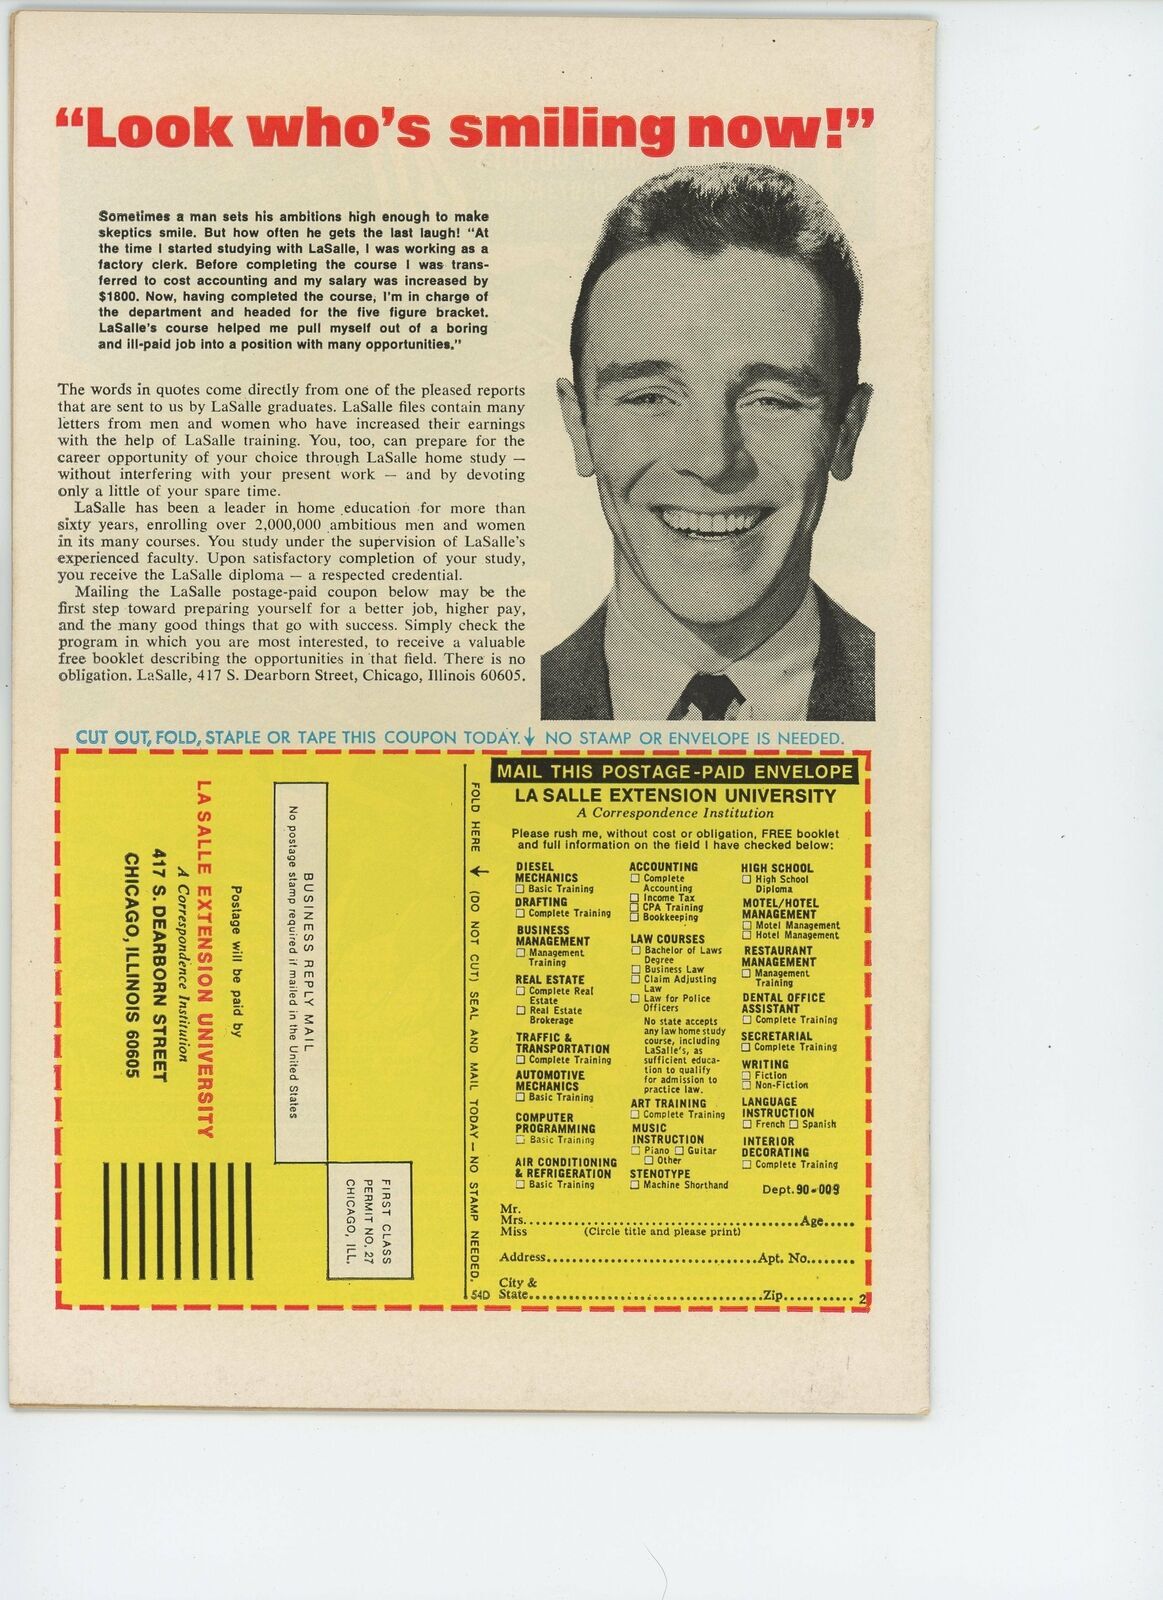 “Look who’s smiling now!”
Sometimes a man sets his ambitions high enough to make
skeptics smile. But how often he gets the last laugh! “At
the time I started studying with LaSalle, I was working as a
factory clerk. Before completing the course I was trans-
ferred to cost accounting and my salary was increased by
$1800. Now, having completed the course, I’m in charge of
the department and headed for the five figure bracket.
LaSalle’s course helped me pull myself out of a boring
and ill-paid job into a position with many opportunities.”
The words in quotes come directly from one of the pleased reports
that are sent to us by LaSalle graduates. LaSalle files contain many
letters from men and women who have increased their earnings
with the help of LaSalle training. You, too, can prepare for the
career opportunity of your choice through LaSalle home study —
without interfering with your present work — and by devoting
only a little of your spare time.
LaSalle has been a leader in home education for more than
sixty years, enrolling over 2,000,000 ambitious men and women
in its many courses. You study under the supervision of LaSalle’s
experienced faculty. Upon satisfactory completion of your study,
you receive the LaSalle diploma — a respected credential.
Mailing the LaSalle postage-paid coupon below may be the
first step toward preparing yourself for a better job, higher pay,
and the many good things that go with success. Simply check the
program in which you are most interested, to receive a valuable
free booklet describing the opportunities in that field. There is no
obligation. LaSalle, 417 S. Dearborn Street, Chicago, Illinois 60605.
CUT OUT, FOLD, STAPLE OR TAPE THIS COUPON TODAY.↓ NO STAMP OR ENVELOPE IS NEEDED.
FIRST CLASS
PERMIT NO. 27
CHICAGO, ILL.
BUSINESS REPLY MAIL
No postage stamp required if mailed in the United States
Postage will be paid by
LA SALLE EXTENSION UNIVERSITY
A Correspondence Institution
417 S. DEARBORN STREET
CHICAGO, ILLINOIS 60605
FOLD HERE ↓ (DO NOT CUT) SEAL AND MAIL TODAY — NO STAMP NEEDED.
54D
MAIL THIS POSTAGE-PAID ENVELOPE
LA SALLE EXTENSION UNIVERSITY
A Correspondence Institution
Please rush me, without cost or obligation, FREE booklet
and full information on the field I have checked below:
DIESEL
MECHANICS
☐ Basic Training
DRAFTING
☐ Complete Training
BUSINESS
MANAGEMENT
☐ Management
Training
REAL ESTATE
☐ Complete Real
Estate
☐ Real Estate
Brokerage
TRAFFIC &
TRANSPORTATION
☐ Complete Training
AUTOMOTIVE
MECHANICS
☐ Basic Training
COMPUTER
PROGRAMMING
☐ Basic Training
AIR CONDITIONING
& REFRIGERATION
☐ Basic Training
ACCOUNTING
☐ Complete
Accounting
☐ Income Tax
☐ CPA Training
☐ Bookkeeping
LAW COURSES
☐ Bachelor of Laws
Degree
☐ Business Law
☐ Claim Adjusting
Law
☐ Law for Police
Officers
No state accepts
any law home study
course, including
LaSalle’s, as
sufficient educa-
tion to qualify
for admission to
practice law.
ART TRAINING
☐ Complete Training
MUSIC
INSTRUCTION
☐ Piano ☐ Guitar
☐ Other
STENOTYPE
☐ Machine Shorthand
HIGH SCHOOL
☐ High School
Diploma
MOTEL/HOTEL
MANAGEMENT
☐ Motel Management
☐ Hotel Management
RESTAURANT
MANAGEMENT
☐ Management
Training
DENTAL OFFICE
ASSISTANT
☐ Complete Training
SECRETARIAL
☐ Complete Training
WRITING
☐ Fiction
☐ Non-Fiction
LANGUAGE
INSTRUCTION
☐ French ☐ Spanish
INTERIOR
DECORATING
☐ Complete Training
Dept. 90-009
Mr.
Mrs. Age
Miss (Circle title and please print)
Address Apt. No.
City &
State Zip 2